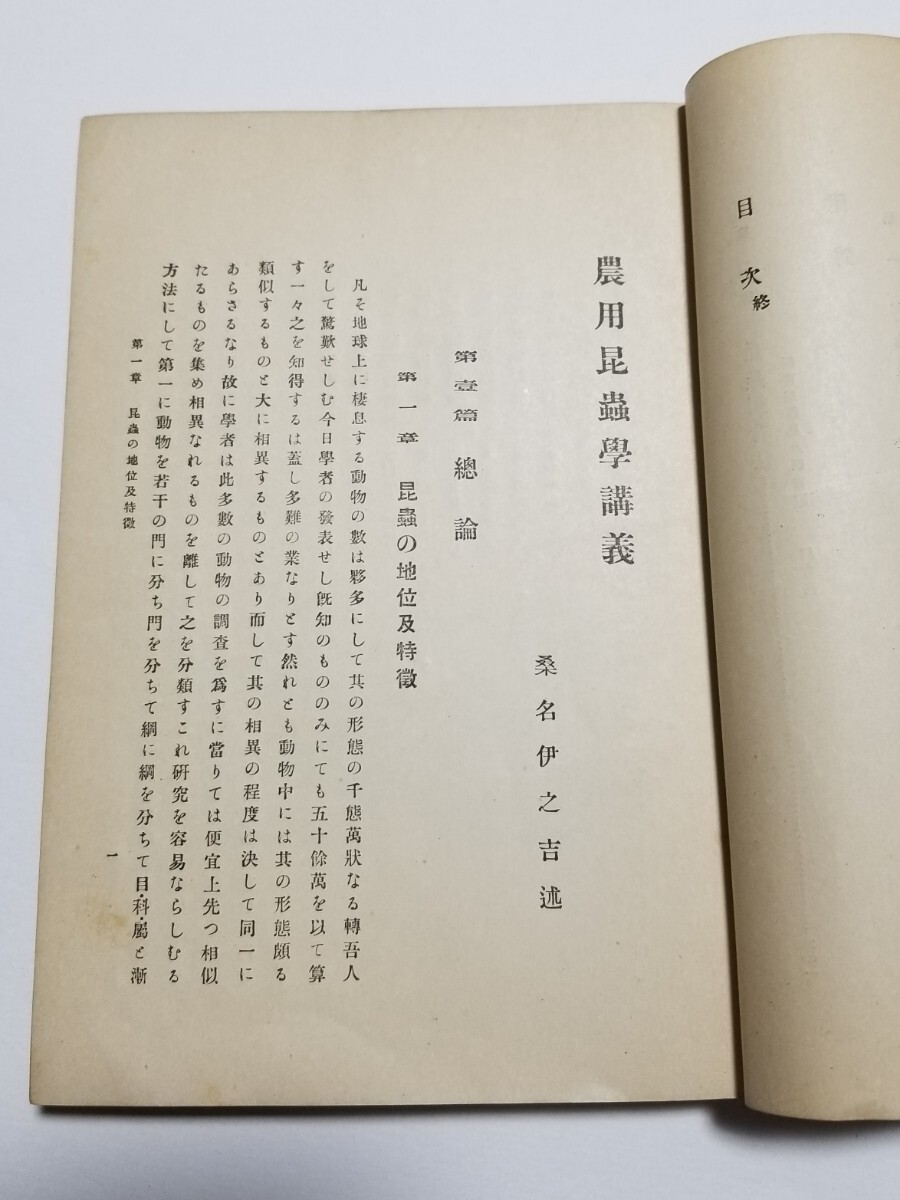 目次終
農用昆蟲學講義
桑名伊之吉述
第壹篇 總論
第一章 昆蟲の地位及特徵
凡そ地球上に棲息する動物の數は夥多にして其の形態の千態萬狀なる轉吾人
をして驚歎せしむ今日學者の發表せし既知のもののみにても五十餘萬を以て算
す一々之を知得するは蓋し多難の業なりとす然れとも動物中には其の形態頗る
類似するものと大に相異するものとあり而して其の相異の程度は決して同一に
あらさるなり故に學者は此多數の動物の調査を爲すに當りては便宜上先つ相似
たるものを集め相異なれるものを離して之を分類すこれ硏究を容易ならしむる
方法にして第一に動物を若干の門に分ち門を分ちて綱に綱を分ちて目・科・屬と漸
第一章 昆蟲の地位及特徵
一